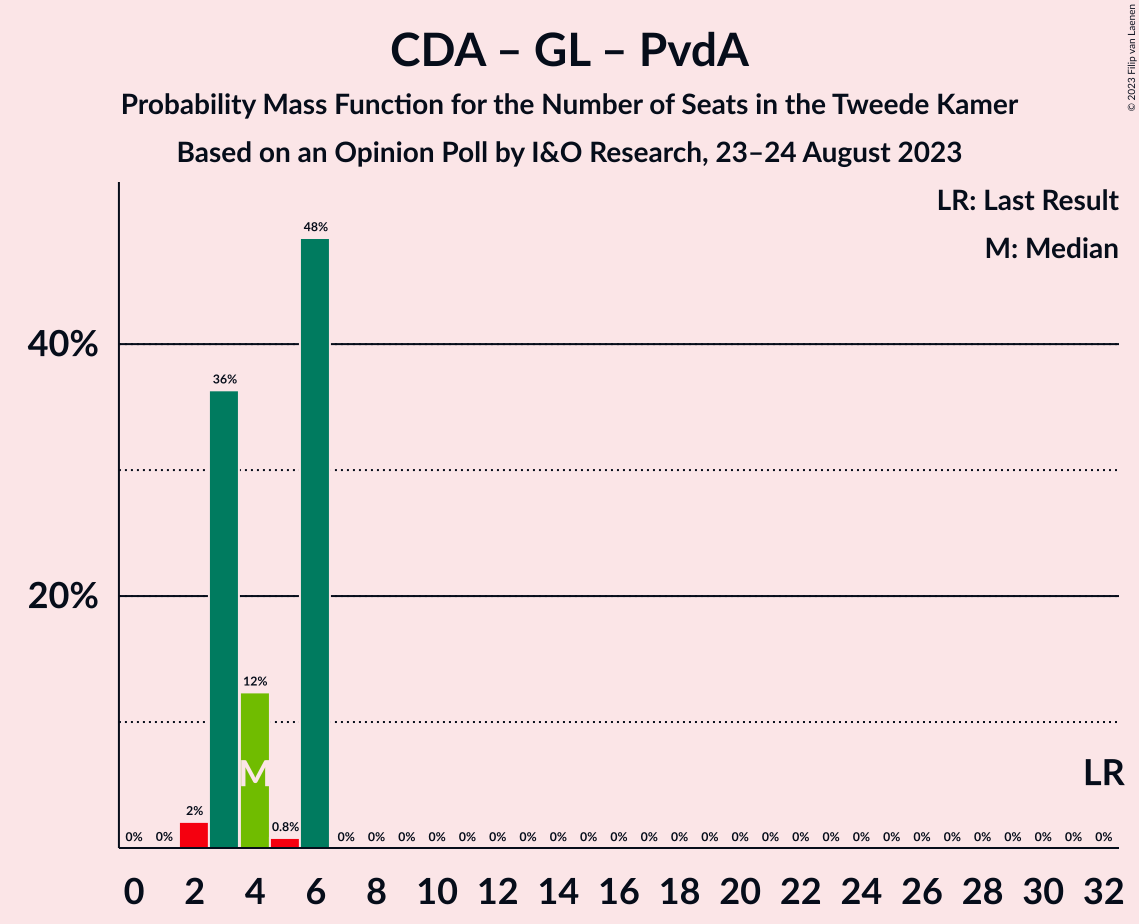 CDA – GL – PvdA
Probability Mass Function for the Number of Seats in the Tweede Kamer
Based on an Opinion Poll by I&O Research, 23–24 August 2023
© 2023 Filip van Laenen
LR: Last Result
M: Median
48%
40%
36%
20%
12%
M
LR
2%
0.8%
0% 0% 0% 0% 0% 0% 0% 0% 0% 0% 0% 0% 0% 0% 0% 0% 0% 0% 0% 0% 0% 0% 0% 0% 0% 0% 0% 0%
0 2 4 6 8 10 12 14 16 18 20 22 24 26 28 30 32